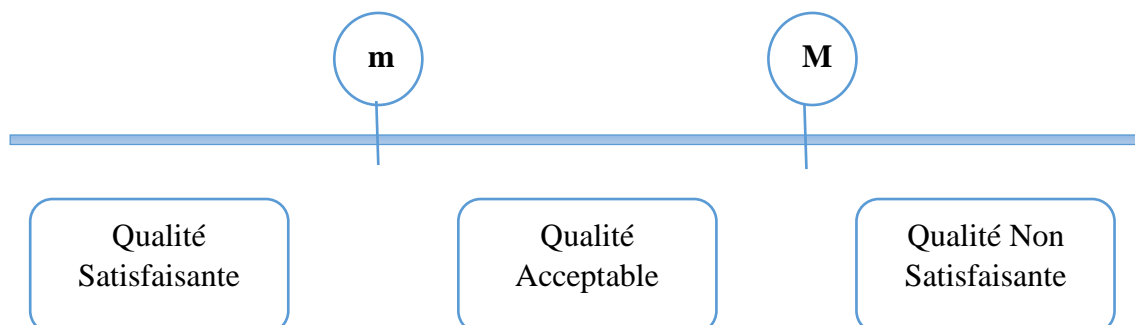 m
M
Qualité
Satisfaisante
Qualité
Acceptable
Qualité Non
Satisfaisante